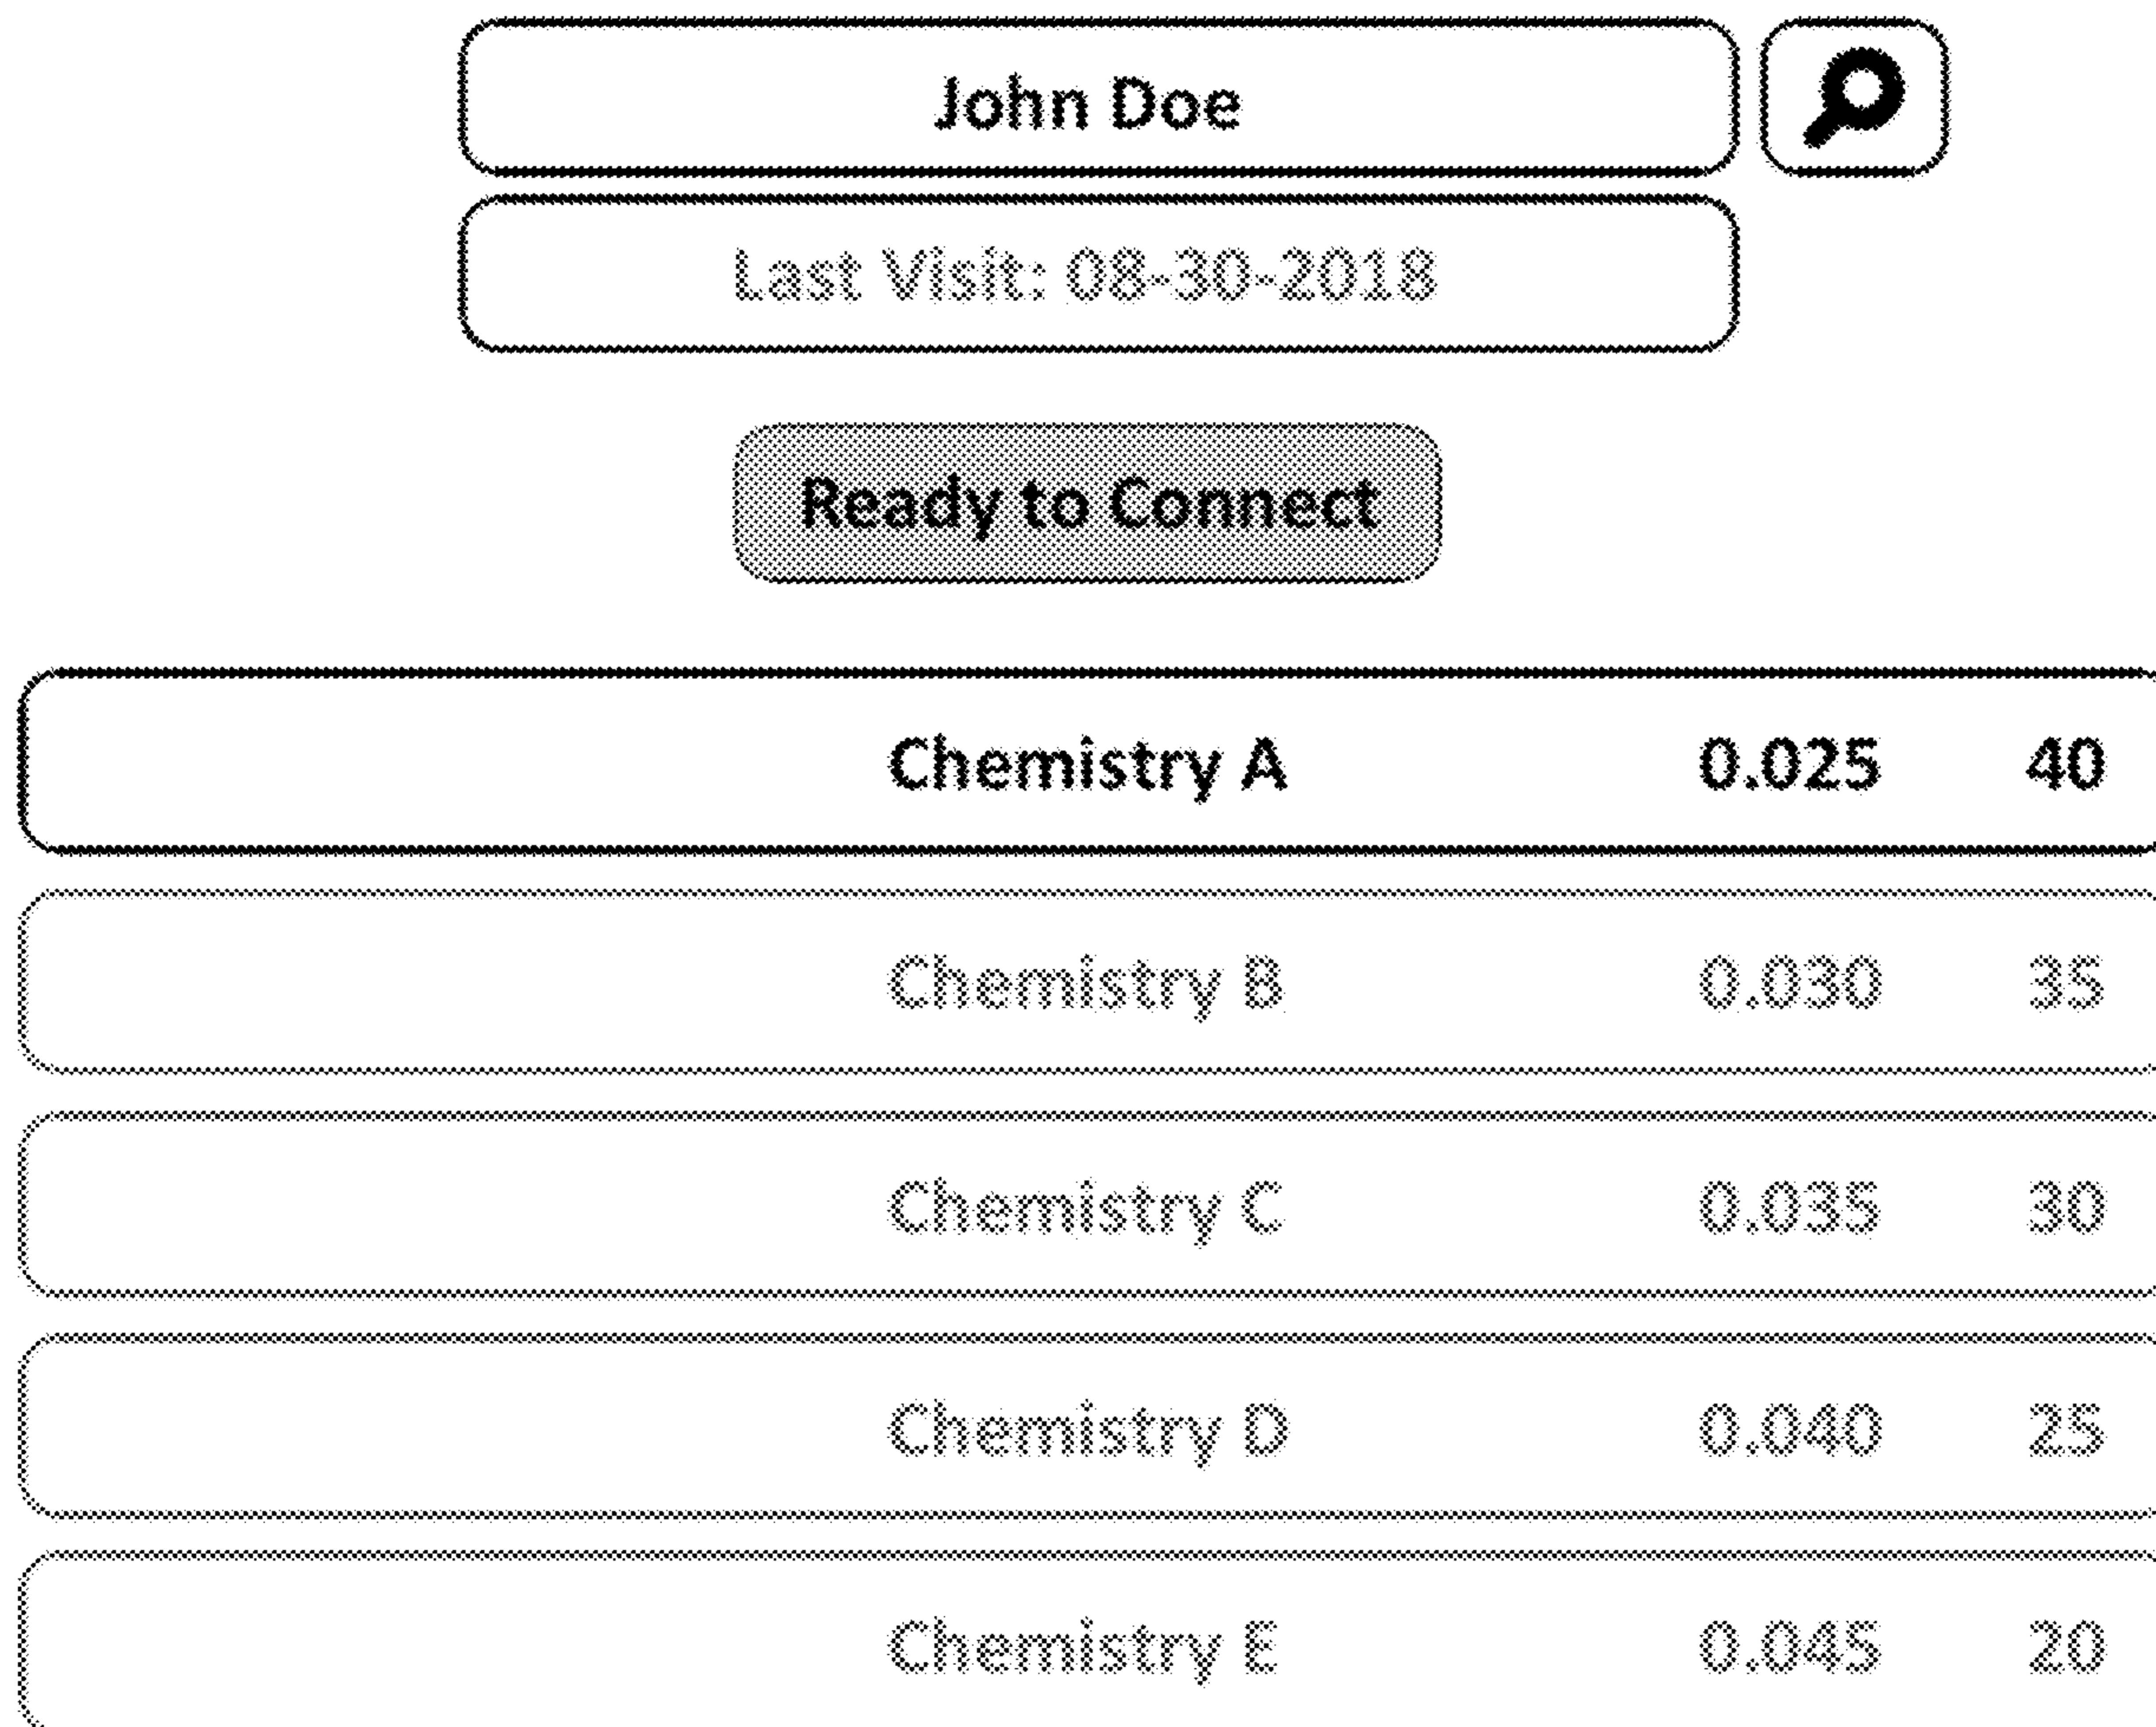 John Doe
Last Visit: 08-30-2018
Ready to Connect
Chemistry A 0.025 40
Chemistry B 0.030 35
Chemistry C 0.035 30
Chemistry D 0.040 25
Chemistry E 0.045 20